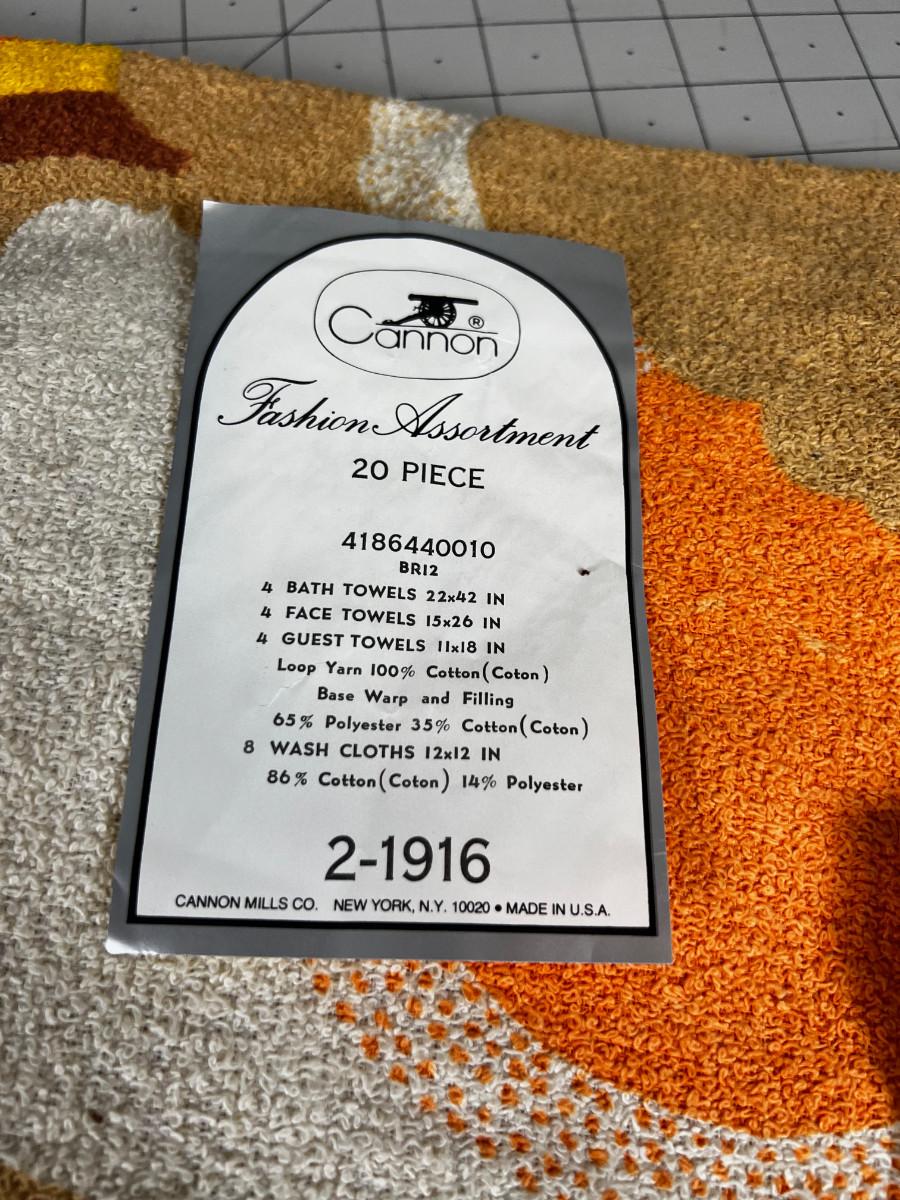 Cannon ®
Fashion Assortment
20 PIECE
4186440010
BR12
4 BATH TOWELS 22x42 IN
4 FACE TOWELS 15x26 IN
4 GUEST TOWELS 11x18 IN
Loop Yarn 100% Cotton(Coton)
Base Warp and Filling
65% Polyester 35% Cotton(Coton)
8 WASH CLOTHS 12x12 IN
86% Cotton(Coton) 14% Polyester
2-1916
CANNON MILLS CO. NEW YORK, N.Y. 10020 • MADE IN U.S.A.